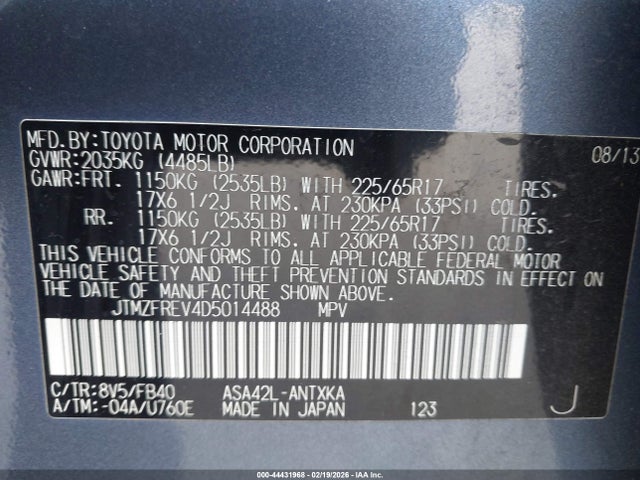 MFD.BY:TOYOTA MOTOR CORPORATION 08/13
GVWR:2035KG (4485LB)
GAWR:FRT. 1150KG (2535LB) WITH 225/65R17 TIRES.
17X6 1/2J RIMS. AT 230KPA (33PSI) COLD.
RR. 1150KG (2535LB) WITH 225/65R17 TIRES.
17X6 1/2J RIMS. AT 230KPA (33PSI) COLD.
THIS VEHICLE CONFORMS TO ALL APPLICABLE FEDERAL MOTOR
VEHICLE SAFETY AND THEFT PREVENTION STANDARDS IN EFFECT ON
THE DATE OF MANUFACTURE SHOWN ABOVE.
JTMZFREV4D5014488 MPV
C/TR:8V5/FB40 ASA42L-ANTXKA
A/TM:-04A/U760E MADE IN JAPAN 123 J
000-44431968 - 02/19/2026 - IAA Inc.